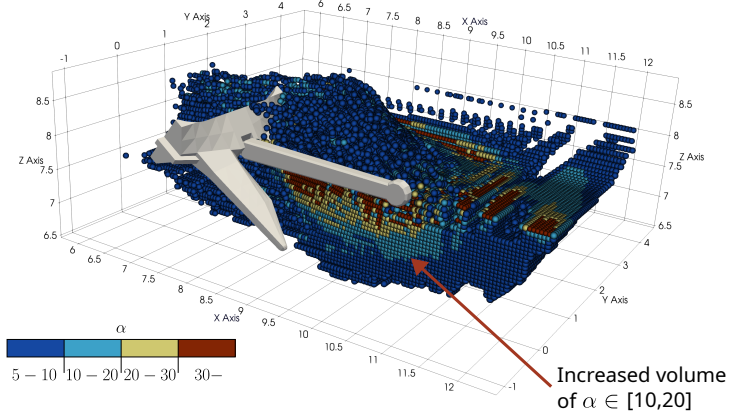 Y Axis
-1 0 1 2 3 4
6 6.5 7 7.5 8 8.5 9 9.5 10 10.5 11 11.5 12
X Axis
8.5
8
Z Axis
7.5
7
6.5
8.5
8
Z Axis
7.5
7
6.5
6 6.5 7 7.5 8 8.5 9 9.5 10 10.5 11 11.5 12
X Axis
4
3
2
Y Axis
1
0
-1
α
5 − 10 10 − 20 20 − 30 30−
Increased volume
of α ∈ [10,20]